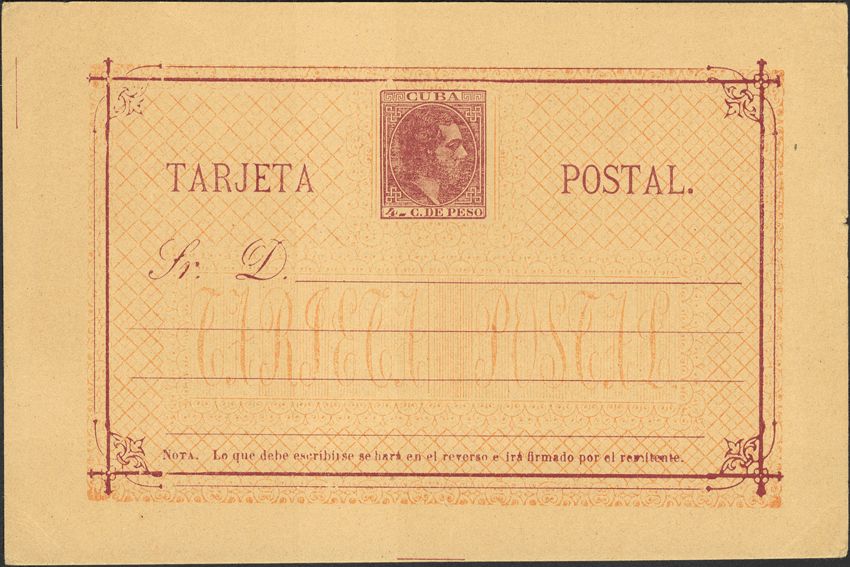 CUBA
TARJETA POSTAL.
4 C. DE PESO
Sr. D.
TARJETA POSTAL
NOTA. Lo que debe escribirse se hará en el reverso e irá firmado por el remitente.